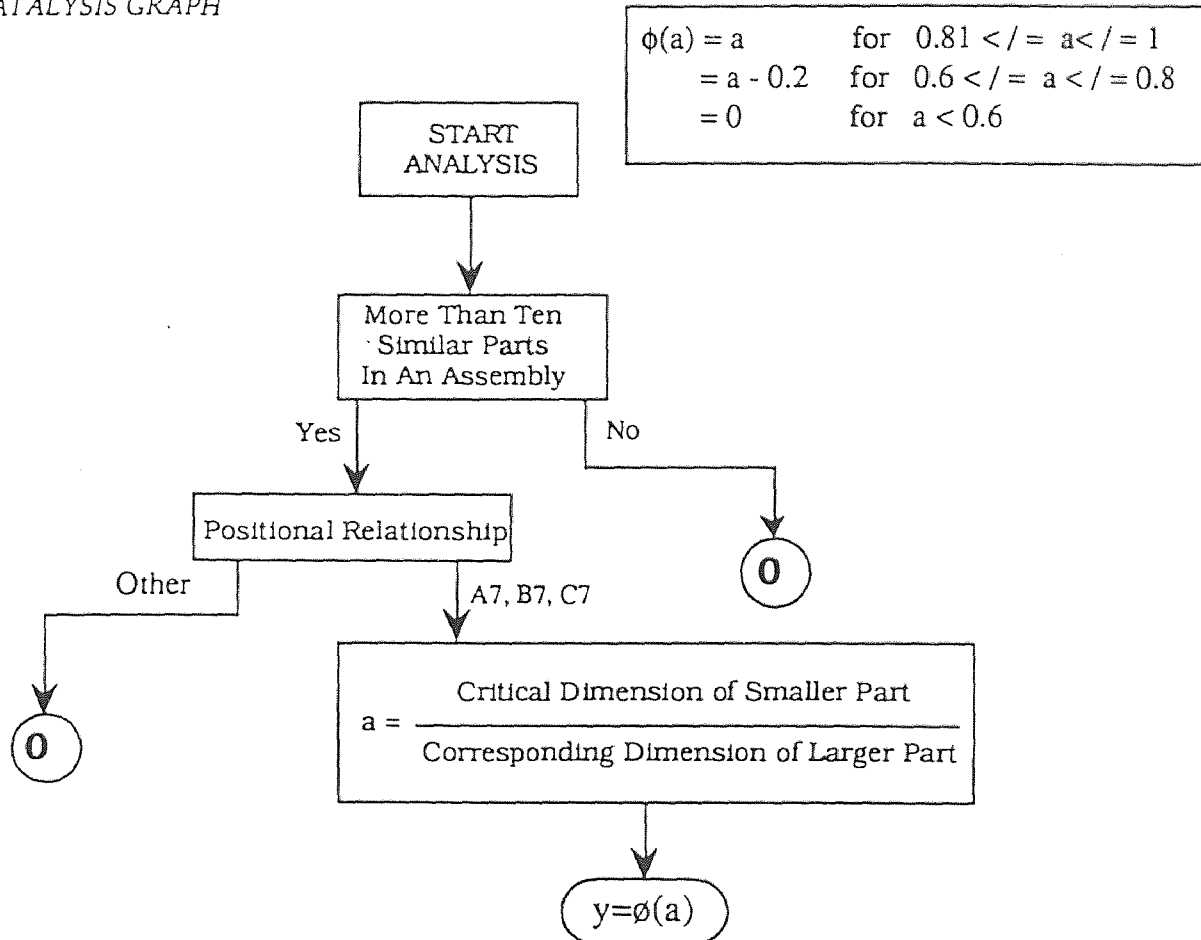 ATALYSIS GRAPH
ϕ(a) = a for 0.81 < / = a< / = 1
= a - 0.2 for 0.6 < / = a < / = 0.8
= 0 for a < 0.6
START
ANALYSIS
More Than Ten
Similar Parts
In An Assembly
Yes
No
Positional Relationship
0
Other
A7, B7, C7
Critical Dimension of Smaller Part
a =
Corresponding Dimension of Larger Part
0
y=ø(a)